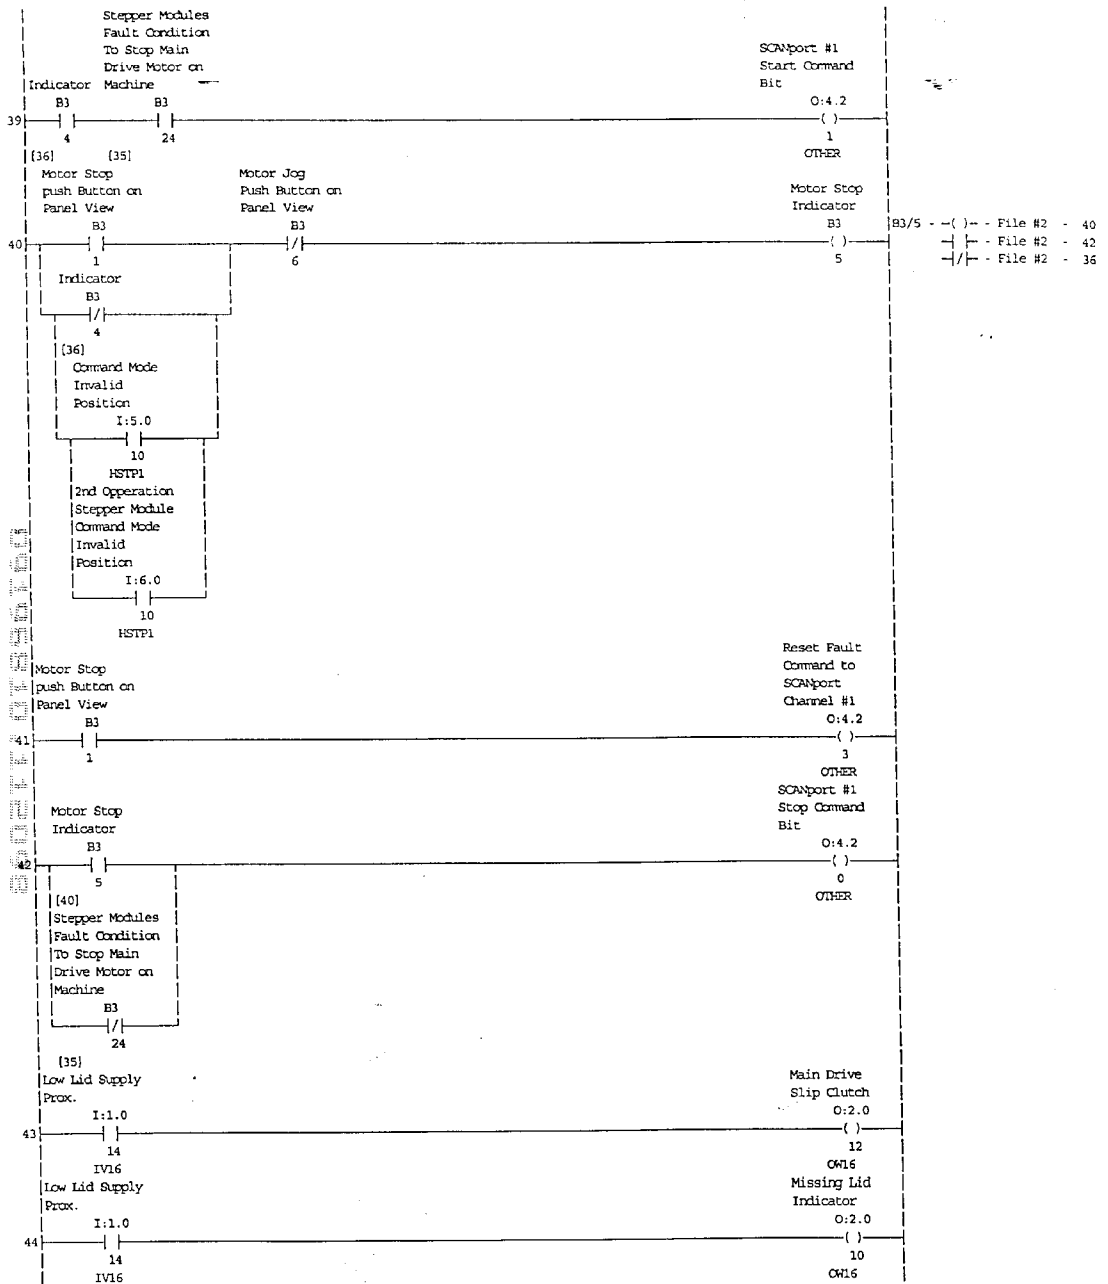 Stepper Modules
Fault Condition
To Stop Main
Drive Motor on
Indicator Machine
B3 B3
39
4 24
SCANport #1
Start Command
Bit
O:4.2
( )
1
OTHER
[36] [35]
Motor Stop
push Button on
Panel View
B3
40
1
Motor Jog
Push Button on
Panel View
B3
6
Motor Stop
Indicator
B3
( )
5
B3/5 - -( )- - File #2 - 40
-| |- - File #2 - 42
-|/|- - File #2 - 36
Indicator
B3
4
[36]
Command Mode
Invalid
Position
I:5.0
10
HSTP1
2nd Opperation
Stepper Module
Command Mode
Invalid
Position
I:6.0
10
HSTP1
Motor Stop
push Button on
Panel View
B3
41
1
Reset Fault
Command to
SCANport
Channel #1
O:4.2
( )
3
OTHER
Motor Stop
Indicator
B3
42
5
SCANport #1
Stop Command
Bit
O:4.2
( )
0
OTHER
[40]
Stepper Modules
Fault Condition
To Stop Main
Drive Motor on
Machine
B3
24
[35]
Low Lid Supply
Prox.
I:1.0
43
14
IV16
Main Drive
Slip Clutch
O:2.0
( )
12
OW16
Low Lid Supply
Prox.
I:1.0
44
14
IV16
Missing Lid
Indicator
O:2.0
( )
10
OW16